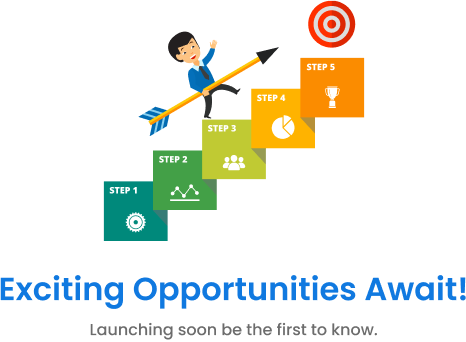 STEP 5
STEP 4
STEP 3
STEP 2
STEP 1
Exciting Opportunities Await!
Launching soon be the first to know.